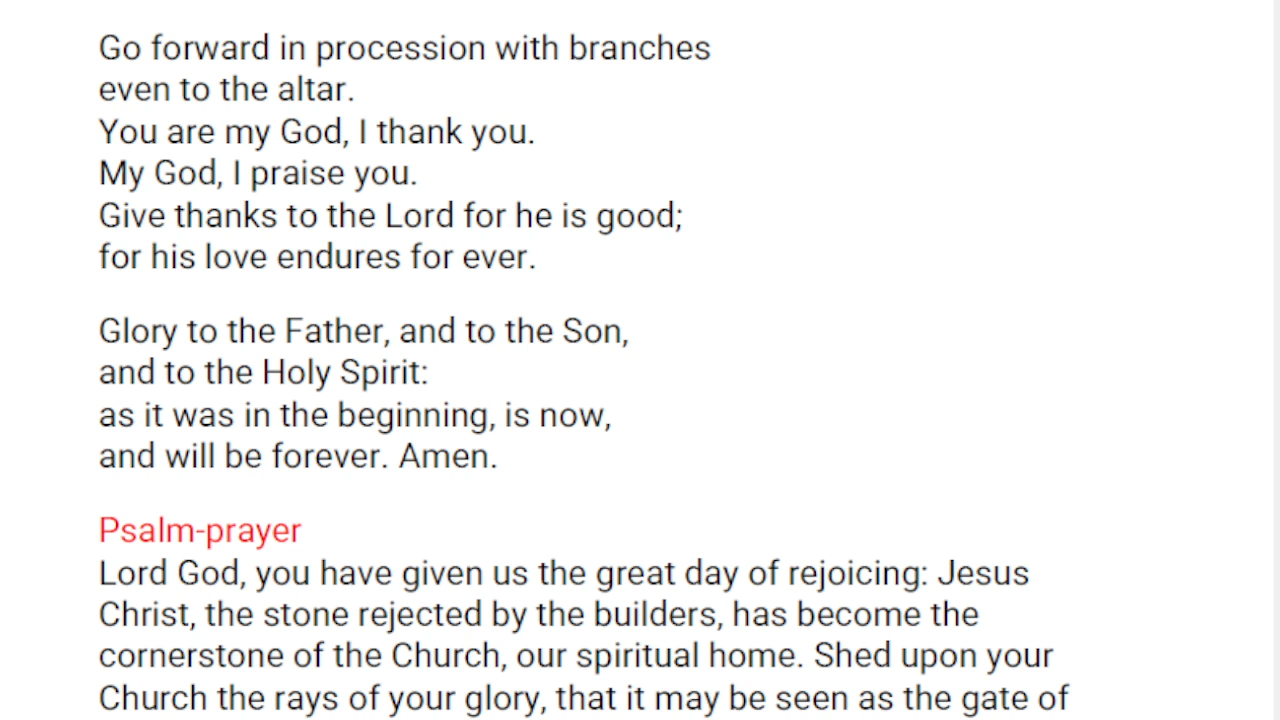 Go forward in procession with branches
even to the altar.
You are my God, I thank you.
My God, I praise you.
Give thanks to the Lord for he is good;
for his love endures for ever.
Glory to the Father, and to the Son,
and to the Holy Spirit:
as it was in the beginning, is now,
and will be forever. Amen.
Psalm-prayer
Lord God, you have given us the great day of rejoicing: Jesus
Christ, the stone rejected by the builders, has become the
cornerstone of the Church, our spiritual home. Shed upon your
Church the rays of your glory, that it may be seen as the gate of